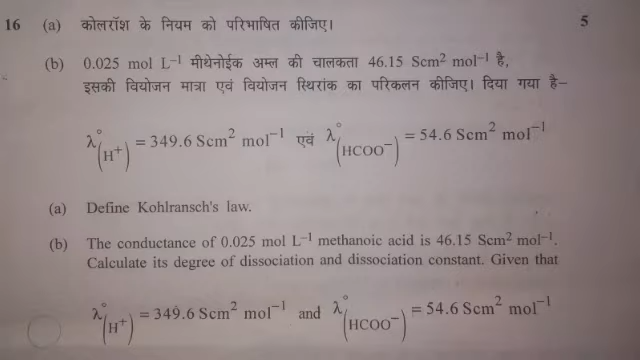 16 (a) कोलरॉश के नियम को परिभाषित कीजिए। 5
(b) 0.025 mol L⁻¹ मीथेनोईक अम्ल की चालकता 46.15 Scm² mol⁻¹ है,
इसकी वियोजन मात्रा एवं वियोजन स्थिरांक का परिकलन कीजिए। दिया गया है–
λ°(H⁺) = 349.6 Scm² mol⁻¹ एवं λ°(HCOO⁻) = 54.6 Scm² mol⁻¹
(a) Define Kohlransch's law.
(b) The conductance of 0.025 mol L⁻¹ methanoic acid is 46.15 Scm² mol⁻¹.
Calculate its degree of dissociation and dissociation constant. Given that
λ°(H⁺) = 349.6 Scm² mol⁻¹ and λ°(HCOO⁻) = 54.6 Scm² mol⁻¹